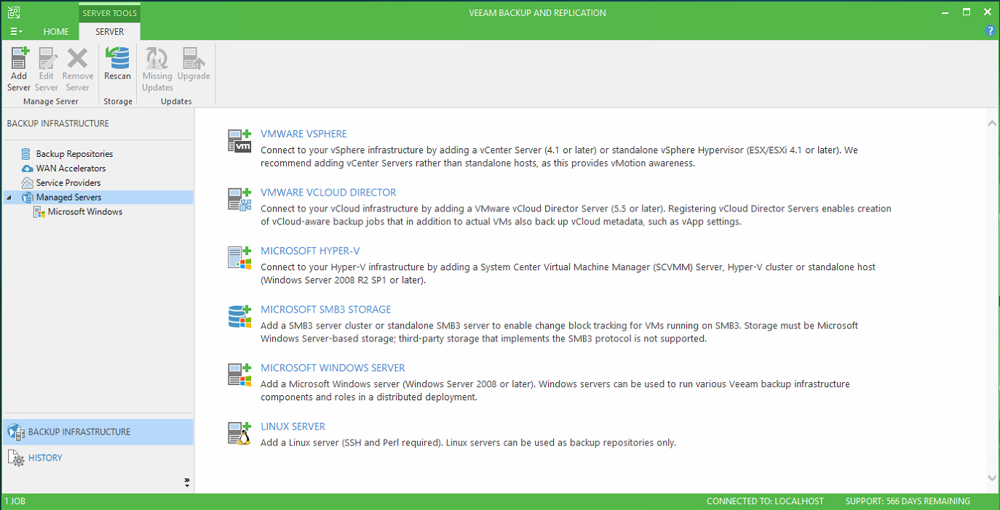 SERVER TOOLS
VEEAM BACKUP AND REPLICATION
HOME
SERVER
?
Add Server
Edit Server
Remove Server
Rescan
Missing Updates
Upgrade
Manage Server
Storage
Updates
BACKUP INFRASTRUCTURE
Backup Repositories
WAN Accelerators
Service Providers
Managed Servers
Microsoft Windows
BACKUP INFRASTRUCTURE
HISTORY
vm
VMWARE VSPHERE
Connect to your vSphere infrastructure by adding a vCenter Server (4.1 or later) or standalone vSphere Hypervisor (ESX/ESXi 4.1 or later). We
recommend adding vCenter Servers rather than standalone hosts, as this provides vMotion awareness.
VMWARE VCLOUD DIRECTOR
Connect to your vCloud infrastructure by adding a VMware vCloud Director Server (5.5 or later). Registering vCloud Director Servers enables creation
of vCloud-aware backup jobs that in addition to actual VMs also back up vCloud metadata, such as vApp settings.
MICROSOFT HYPER-V
Connect to your Hyper-V infrastructure by adding a System Center Virtual Machine Manager (SCVMM) Server, Hyper-V cluster or standalone host
(Windows Server 2008 R2 SP1 or later).
MICROSOFT SMB3 STORAGE
Add a SMB3 server cluster or standalone SMB3 server to enable change block tracking for VMs running on SMB3. Storage must be Microsoft
Windows Server-based storage; third-party storage that implements the SMB3 protocol is not supported.
MICROSOFT WINDOWS SERVER
Add a Microsoft Windows server (Windows Server 2008 or later). Windows servers can be used to run various Veeam backup infrastructure
components and roles in a distributed deployment.
LINUX SERVER
Add a Linux server (SSH and Perl required). Linux servers can be used as backup repositories only.
1 JOB
CONNECTED TO: LOCALHOST
SUPPORT: 566 DAYS REMAINING